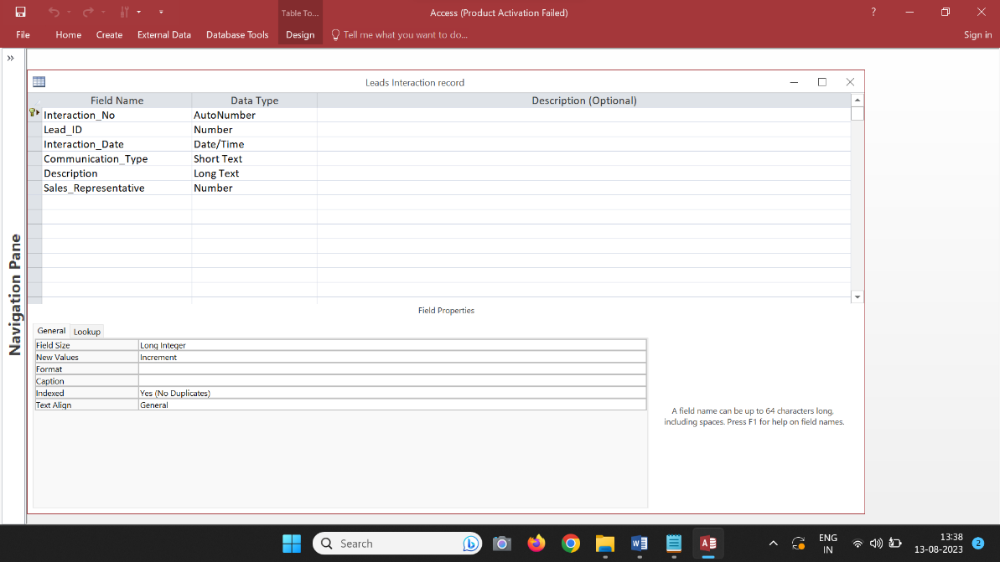 Table To...
Access (Product Activation Failed)
?
File Home Create External Data Database Tools Design Tell me what you want to do... Sign in
»
Leads Interaction record
Field Name Data Type Description (Optional)
Interaction_No AutoNumber
Lead_ID Number
Interaction_Date Date/Time
Communication_Type Short Text
Description Long Text
Sales_Representative Number
Navigation Pane
Field Properties
General Lookup
Field Size Long Integer
New Values Increment
Format
Caption
Indexed Yes (No Duplicates)
Text Align General
A field name can be up to 64 characters long,
including spaces. Press F1 for help on field names.
Search
ENG
IN
13:38
13-08-2023
2